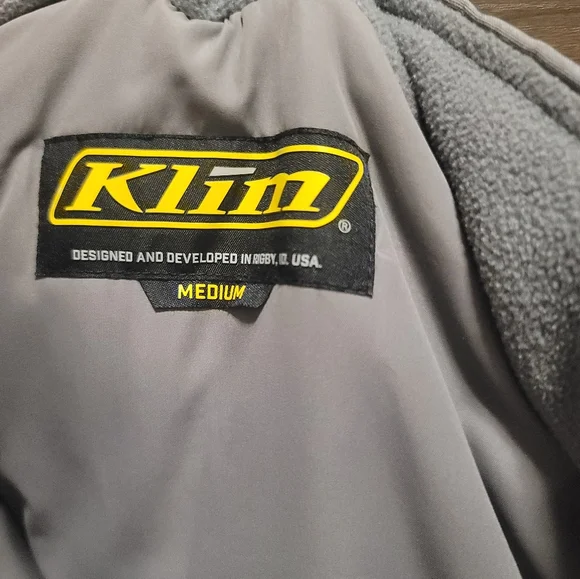 Klim®
DESIGNED AND DEVELOPED IN RIGBY, ID. USA.
MEDIUM